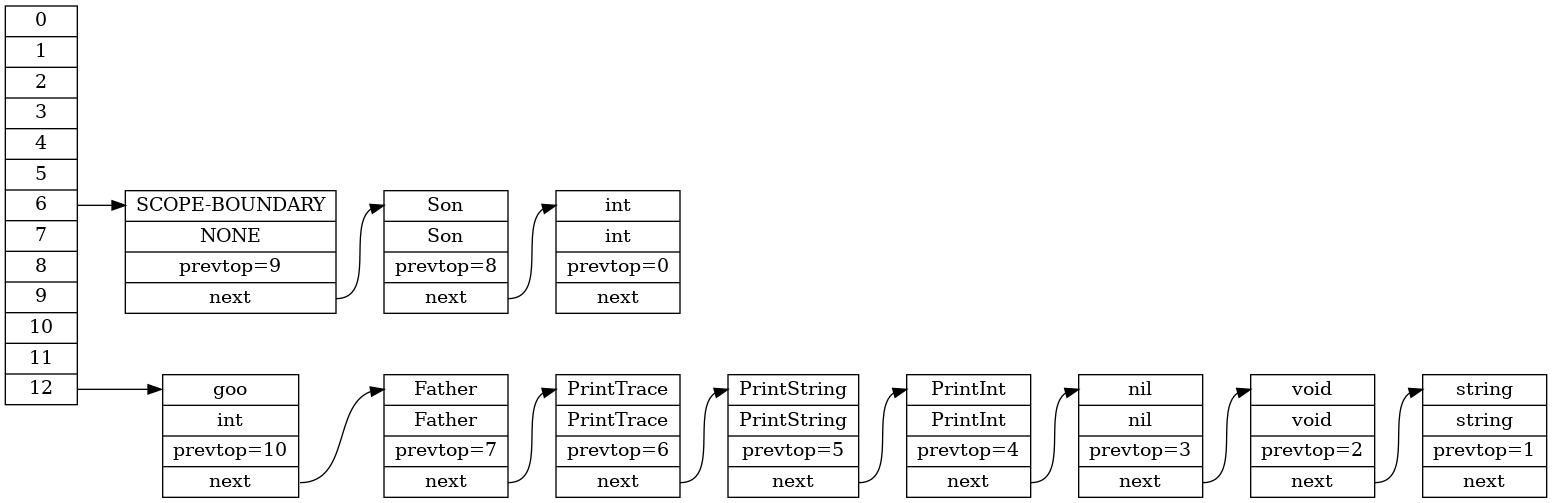 0
1
2
3
4
5
6
7
8
9
10
11
12
SCOPE-BOUNDARY
NONE
prevtop=9
next
Son
Son
prevtop=8
next
int
int
prevtop=0
next
goo
int
prevtop=10
next
Father
Father
prevtop=7
next
PrintTrace
PrintTrace
prevtop=6
next
PrintString
PrintString
prevtop=5
next
PrintInt
PrintInt
prevtop=4
next
nil
nil
prevtop=3
next
void
void
prevtop=2
next
string
string
prevtop=1
next